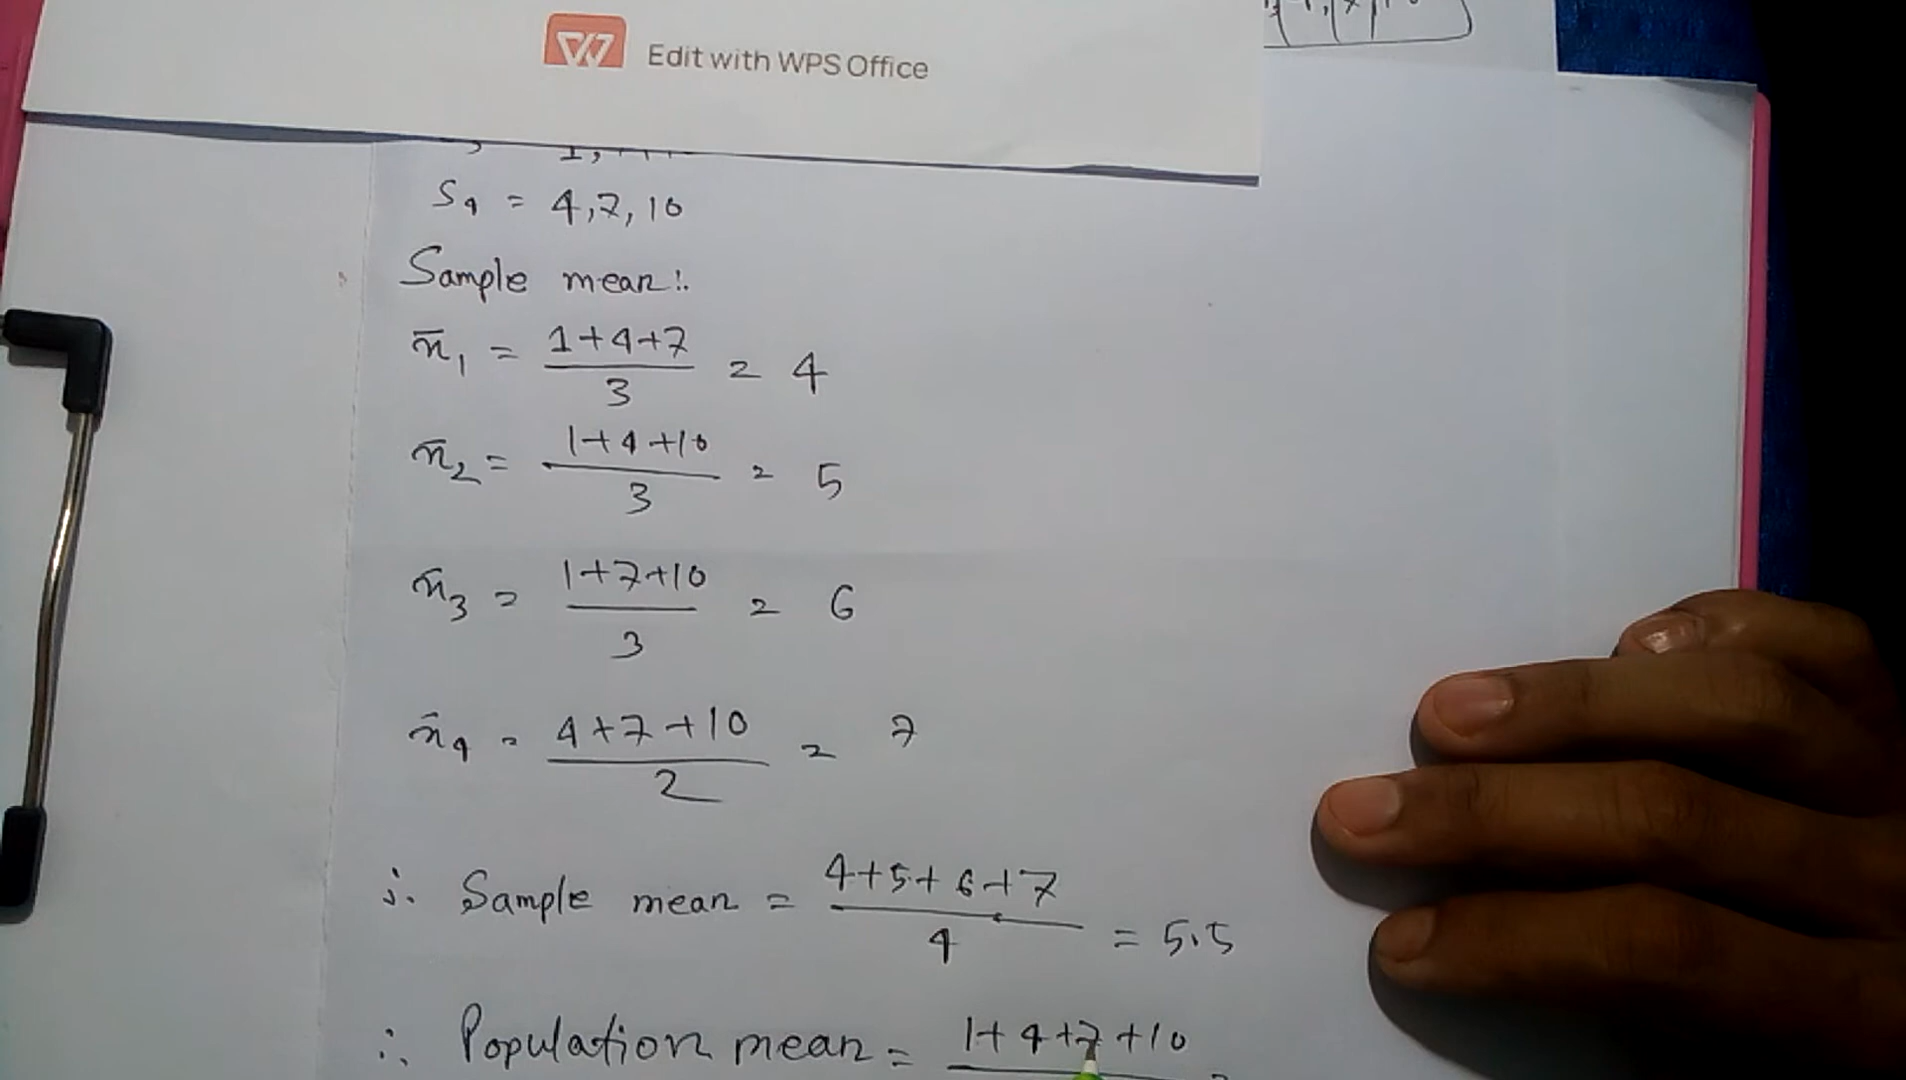 Edit with WPS Office
S4 = 4,7,10
Sample mean:
x̄1 = 1+4+7 / 3 = 4
x̄2 = 1+4+10 / 3 = 5
x̄3 = 1+7+10 / 3 = 6
x̄4 = 4+7+10 / 2 = 7
∴ Sample mean = 4+5+6+7 / 4 = 5.5
∴ Population mean = 1+4+7+10